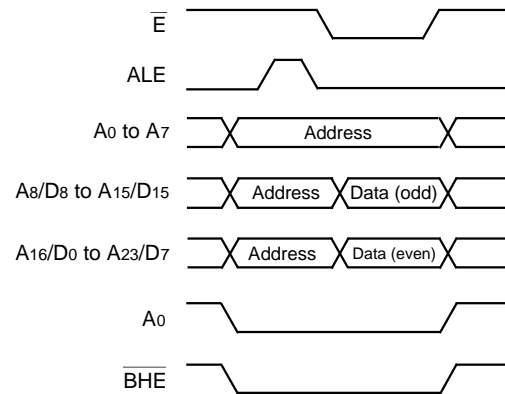 E
ALE
A0 to A7 Address
A8/D8 to A15/D15 Address Data (odd)
A16/D0 to A23/D7 Address Data (even)
A0
BHE